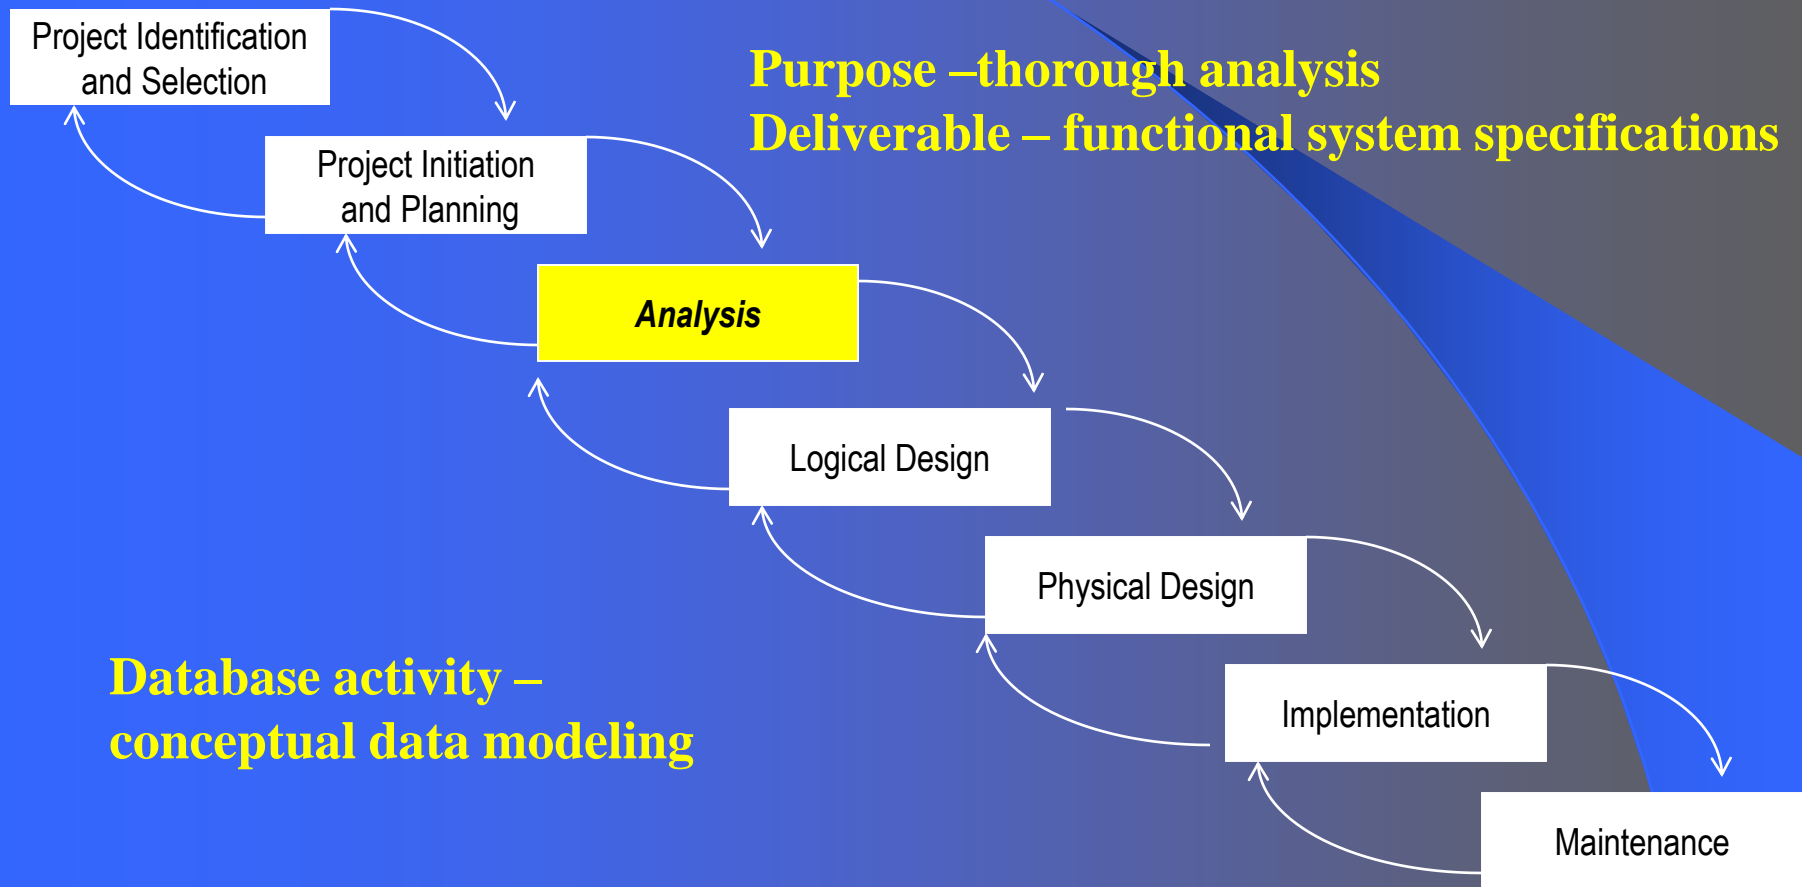 Project Identification
and Selection
Purpose –thorough analysis
Deliverable – functional system specifications
Project Initiation
and Planning
Analysis
Logical Design
Physical Design
Database activity –
conceptual data modeling
Implementation
Maintenance